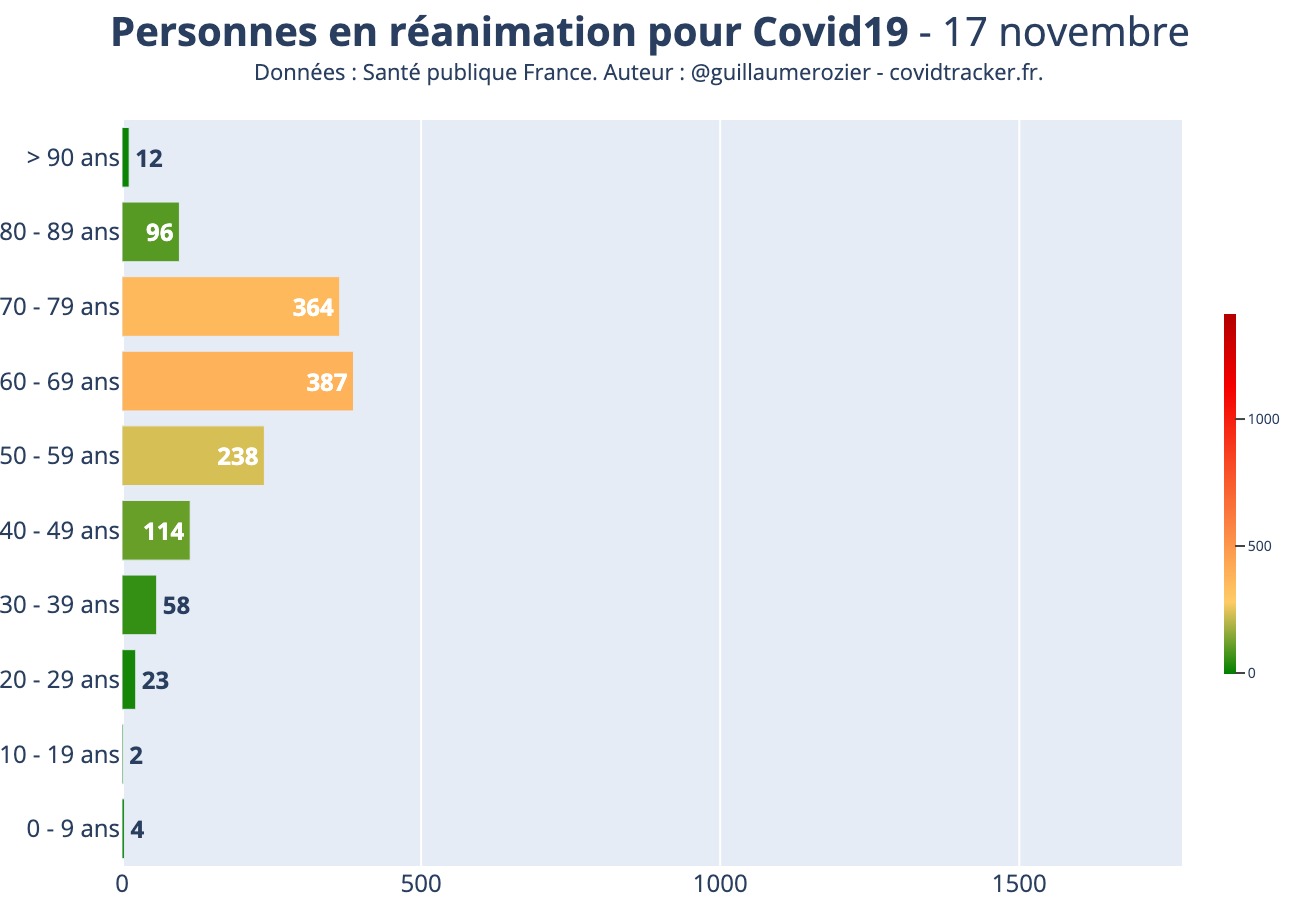 Personnes en réanimation pour Covid19 - 17 novembre
Données : Santé publique France. Auteur : @guillaumerozier - covidtracker.fr.
> 90 ans 12
80 - 89 ans 96
70 - 79 ans 364
60 - 69 ans 387
50 - 59 ans 238
40 - 49 ans 114
30 - 39 ans 58
20 - 29 ans 23
10 - 19 ans 2
0 - 9 ans 4
0 500 1000 1500
1000
500
0